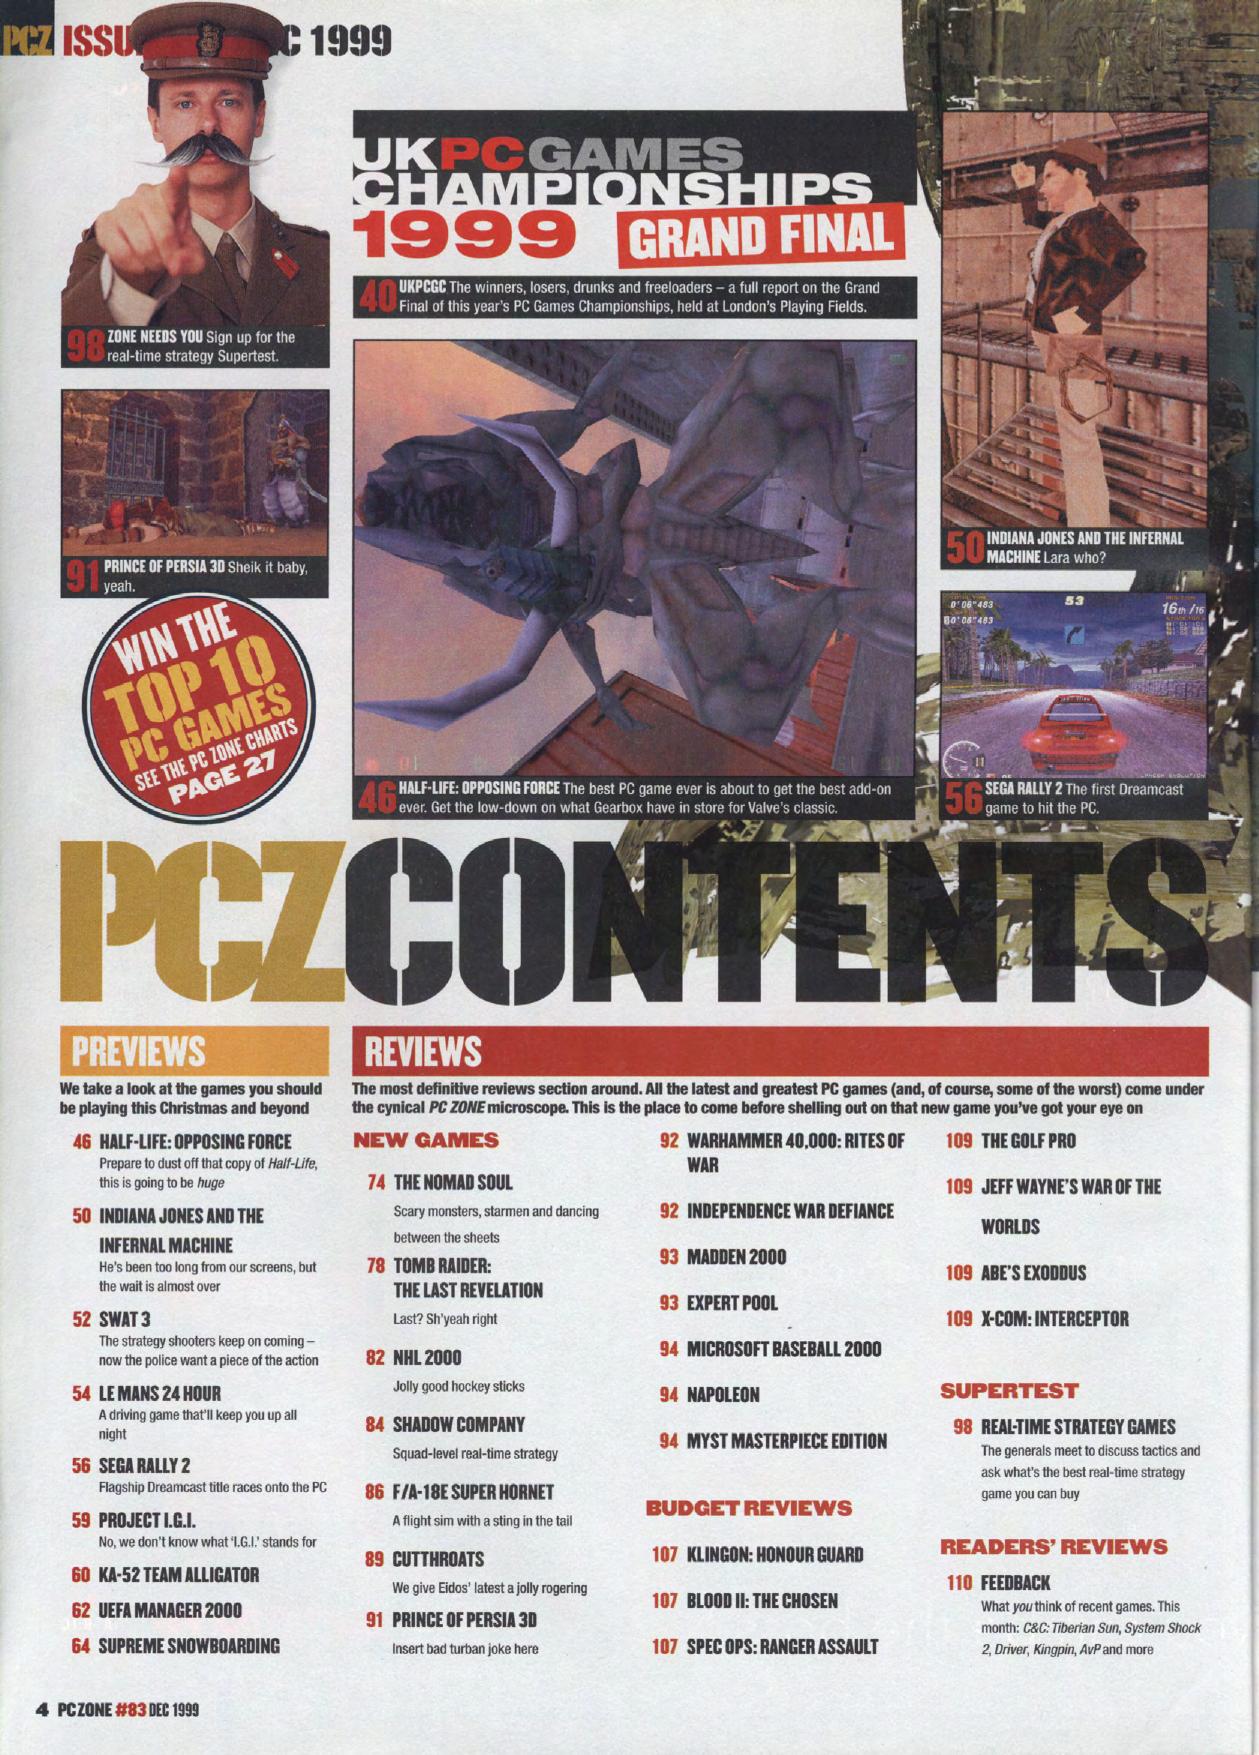 PCZ ISSU C 1999
98 ZONE NEEDS YOU Sign up for the
real-time strategy Supertest.
91 PRINCE OF PERSIA 3D Sheik it baby,
yeah.
WIN THE
TOP 10
PC GAMES
SEE THE PC ZONE CHARTS
PAGE 27
UKPCGAMES
CHAMPIONSHIPS
1999 GRAND FINAL
40 UKPCGC The winners, losers, drunks and freeloaders – a full report on the Grand
Final of this year's PC Games Championships, held at London's Playing Fields.
46 HALF-LIFE: OPPOSING FORCE The best PC game ever is about to get the best add-on
ever. Get the low-down on what Gearbox have in store for Valve's classic.
50 INDIANA JONES AND THE INFERNAL
MACHINE Lara who?
0'06"483
53
16th/16
0'06"483
56 SEGA RALLY 2 The first Dreamcast
game to hit the PC.
PCZCONTENTS
PREVIEWS
We take a look at the games you should
be playing this Christmas and beyond
46 HALF-LIFE: OPPOSING FORCE
Prepare to dust off that copy of Half-Life,
this is going to be huge
50 INDIANA JONES AND THE
INFERNAL MACHINE
He's been too long from our screens, but
the wait is almost over
52 SWAT 3
The strategy shooters keep on coming –
now the police want a piece of the action
54 LE MANS 24 HOUR
A driving game that'll keep you up all
night
56 SEGA RALLY 2
Flagship Dreamcast title races onto the PC
59 PROJECT I.G.I.
No, we don't know what 'I.G.I.' stands for
60 KA-52 TEAM ALLIGATOR
62 UEFA MANAGER 2000
64 SUPREME SNOWBOARDING
REVIEWS
The most definitive reviews section around. All the latest and greatest PC games (and, of course, some of the worst) come under
the cynical PC ZONE microscope. This is the place to come before shelling out on that new game you've got your eye on
NEW GAMES
74 THE NOMAD SOUL
Scary monsters, starmen and dancing
between the sheets
78 TOMB RAIDER:
THE LAST REVELATION
Last? Sh'yeah right
82 NHL 2000
Jolly good hockey sticks
84 SHADOW COMPANY
Squad-level real-time strategy
86 F/A-18E SUPER HORNET
A flight sim with a sting in the tail
89 CUTTHROATS
We give Eidos' latest a jolly rogering
91 PRINCE OF PERSIA 3D
Insert bad turban joke here
92 WARHAMMER 40,000: RITES OF
WAR
92 INDEPENDENCE WAR DEFIANCE
93 MADDEN 2000
93 EXPERT POOL
94 MICROSOFT BASEBALL 2000
94 NAPOLEON
94 MYST MASTERPIECE EDITION
BUDGET REVIEWS
107 KLINGON: HONOUR GUARD
107 BLOOD II: THE CHOSEN
107 SPEC OPS: RANGER ASSAULT
109 THE GOLF PRO
109 JEFF WAYNE'S WAR OF THE
WORLDS
109 ABE'S EXODDUS
109 X-COM: INTERCEPTOR
SUPERTEST
98 REAL-TIME STRATEGY GAMES
The generals meet to discuss tactics and
ask what's the best real-time strategy
game you can buy
READERS' REVIEWS
110 FEEDBACK
What you think of recent games. This
month: C&C: Tiberian Sun, System Shock
2, Driver, Kingpin, AvP and more
4 PC ZONE #83 DEC 1999